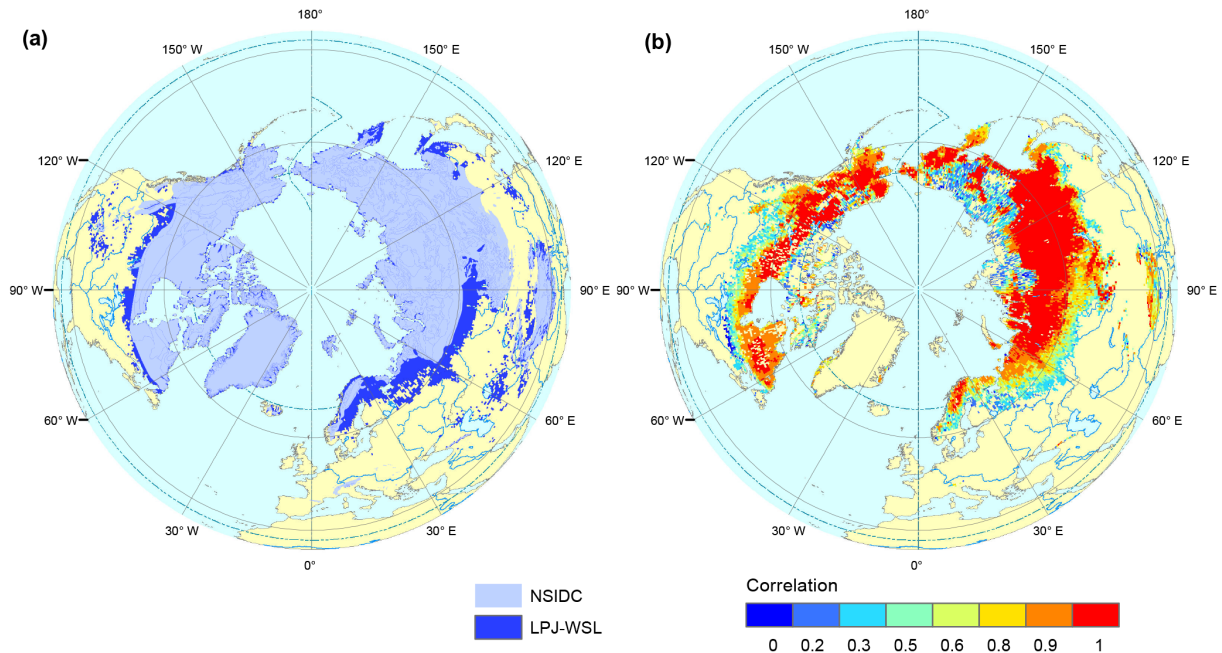 (a)
180°
150° W
150° E
120° W
120° E
90° W
90° E
60° W
60° E
30° W
30° E
0°
NSIDC
LPJ-WSL
(b)
180°
150° W
150° E
120° W
120° E
90° W
90° E
60° W
60° E
30° W
30° E
0°
Correlation
0 0.2 0.3 0.5 0.6 0.8 0.9 1